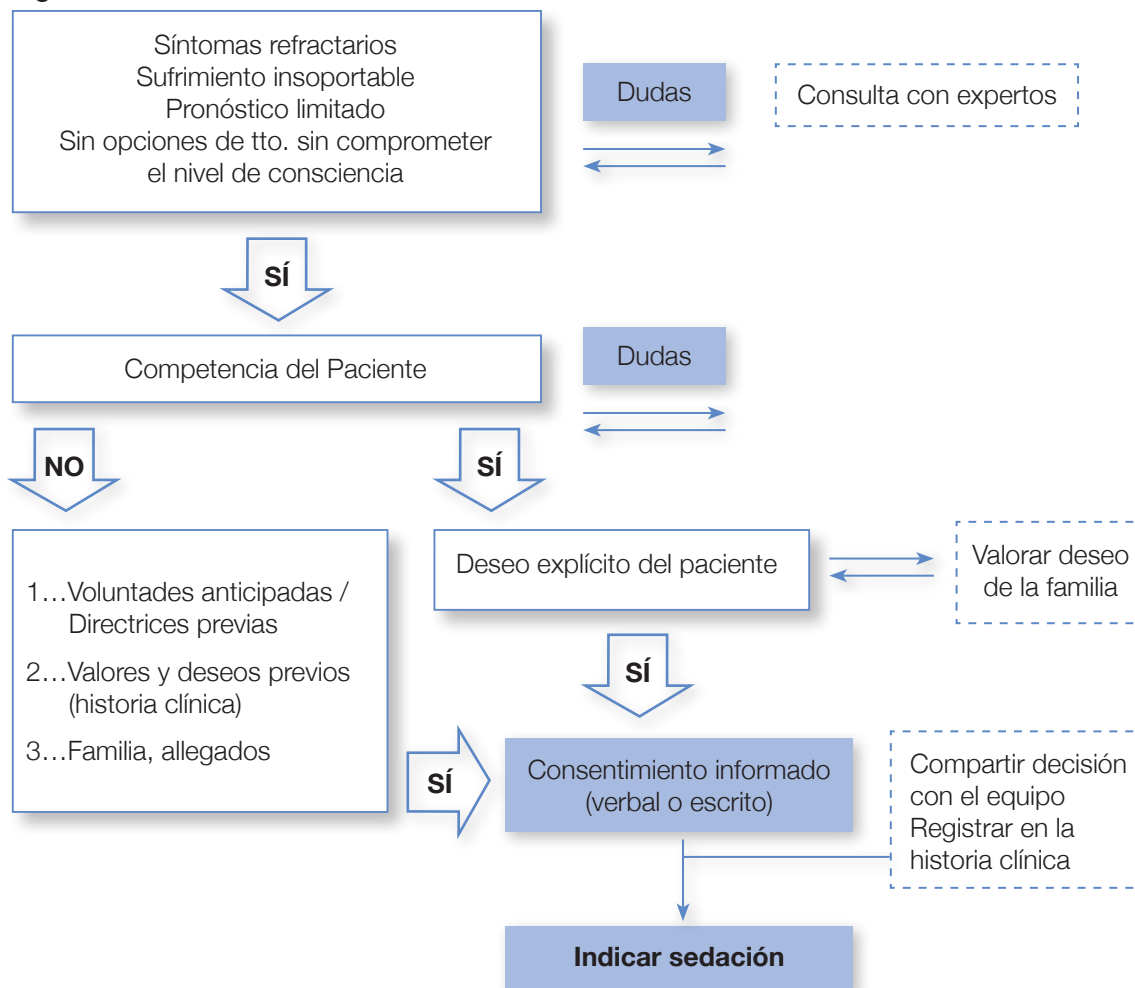 Síntomas refractarios
Sufrimiento insoportable
Pronóstico limitado
Sin opciones de tto. sin comprometer
el nivel de consciencia
Dudas
Consulta con expertos
SÍ
Competencia del Paciente
Dudas
NO
SÍ
1…Voluntades anticipadas /
Directrices previas
2…Valores y deseos previos
(historia clínica)
3…Familia, allegados
Deseo explícito del paciente
Valorar deseo
de la familia
SÍ
SÍ
Consentimiento informado
(verbal o escrito)
Compartir decisión
con el equipo
Registrar en la
historia clínica
Indicar sedación